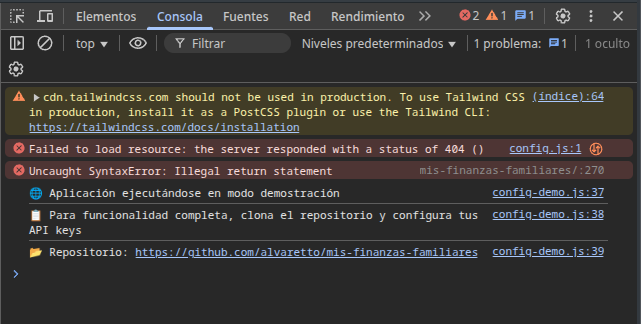 Elementos Consola Fuentes Red Rendimiento 2 1 1
top Filtrar Niveles predeterminados 1 problema: 1 1 oculto
cdn.tailwindcss.com should not be used in production. To use Tailwind CSS (índice):64
in production, install it as a PostCSS plugin or use the Tailwind CLI:
https://tailwindcss.com/docs/installation
Failed to load resource: the server responded with a status of 404 () config.js:1
Uncaught SyntaxError: Illegal return statement mis-finanzas-familiares/:270
Aplicación ejecutándose en modo demostración config-demo.js:37
Para funcionalidad completa, clona el repositorio y configura tus config-demo.js:38
API keys
Repositorio: https://github.com/alvaretto/mis-finanzas-familiares config-demo.js:39